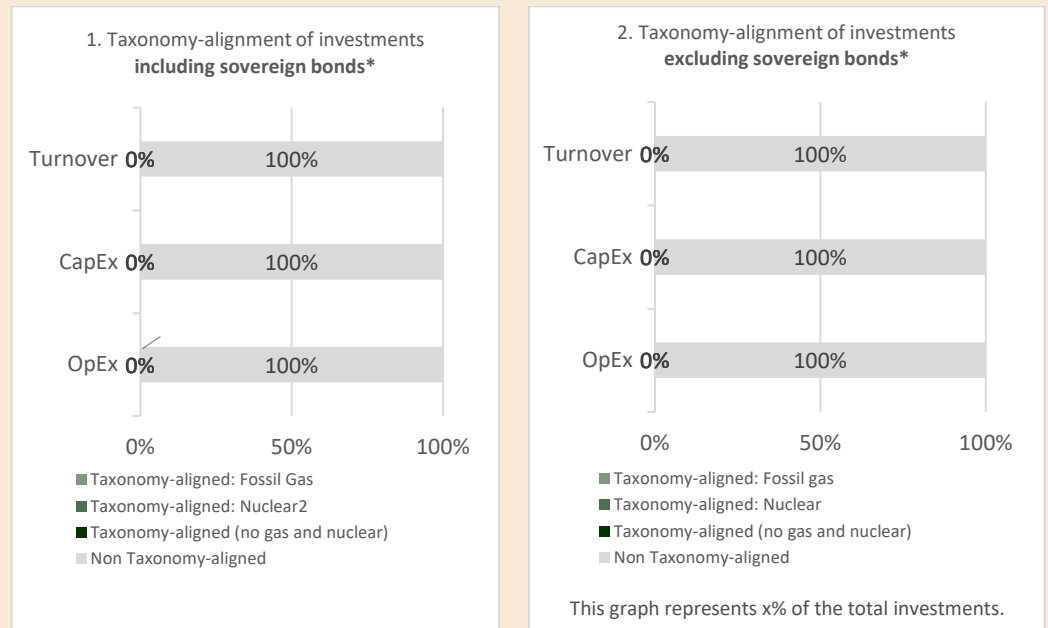 1. Taxonomy-alignment of investments
including sovereign bonds*
Turnover 0% 100%
CapEx 0% 100%
OpEx 0% 100%
0% 50% 100%
Taxonomy-aligned: Fossil Gas
Taxonomy-aligned: Nuclear2
Taxonomy-aligned (no gas and nuclear)
Non Taxonomy-aligned
2. Taxonomy-alignment of investments
excluding sovereign bonds*
Turnover 0% 100%
CapEx 0% 100%
OpEx 0% 100%
0% 50% 100%
Taxonomy-aligned: Fossil gas
Taxonomy-aligned: Nuclear
Taxonomy-aligned (no gas and nuclear)
Non Taxonomy-aligned
This graph represents x% of the total investments.